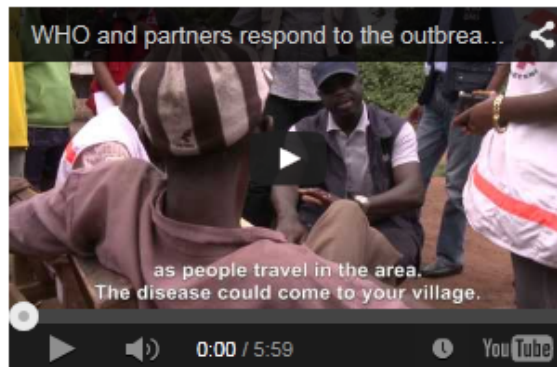 WHO and partners respond to the outbrea...
as people travel in the area.
The disease could come to your village.
0:00 / 5:59
YouTube